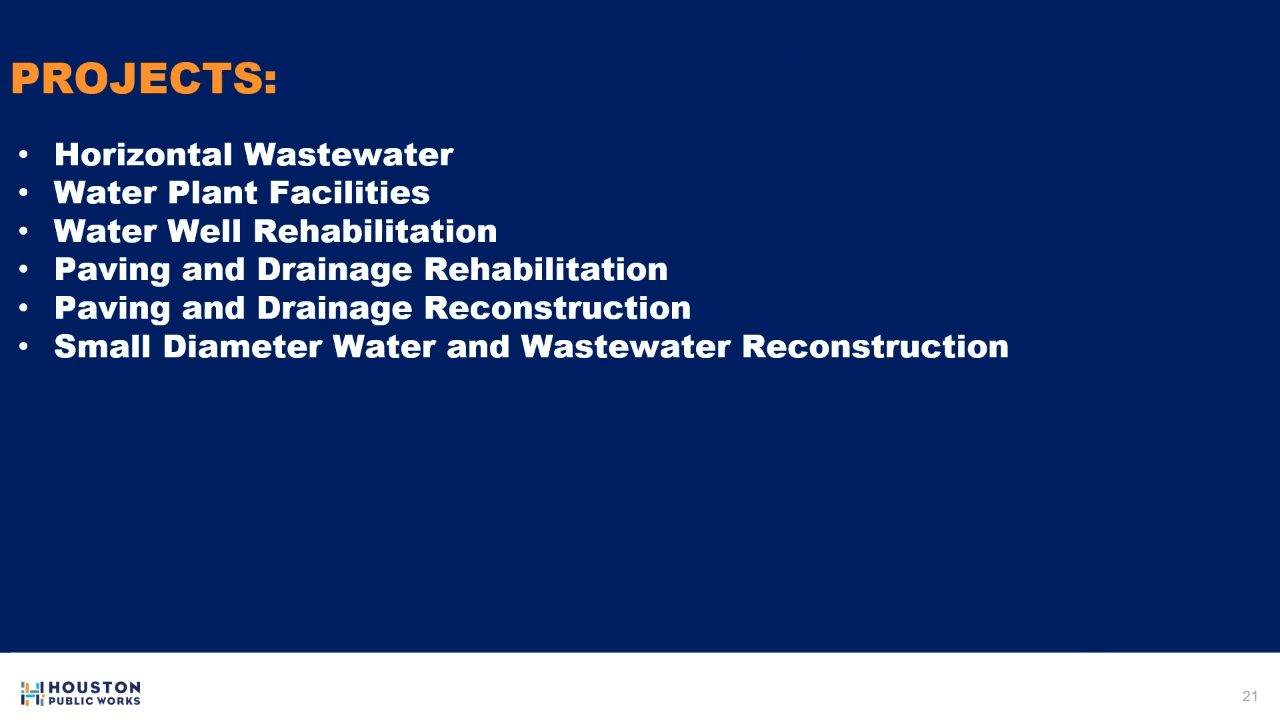 PROJECTS:
• Horizontal Wastewater
• Water Plant Facilities
• Water Well Rehabilitation
• Paving and Drainage Rehabilitation
• Paving and Drainage Reconstruction
• Small Diameter Water and Wastewater Reconstruction
HOUSTON
PUBLIC WORKS
21